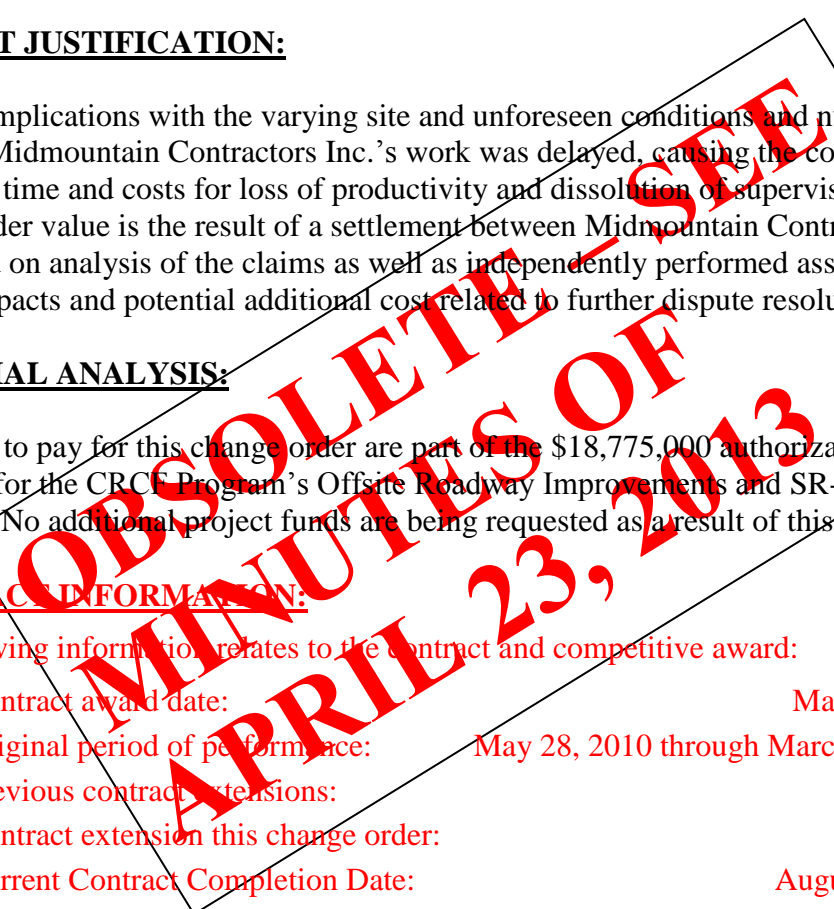 T JUSTIFICATION:
mplications with the varying site and unforeseen conditions and n
Midmountain Contractors Inc.'s work was delayed, causing the co
time and costs for loss of productivity and dissolution of supervis
der value is the result of a settlement between Midmountain Contr
on analysis of the claims as well as independently performed ass
pacts and potential additional cost related to further dispute resolu
IAL ANALYSIS:
to pay for this change order are part of the $18,775,000 authoriza
for the CRCF Program's Offsite Roadway Improvements and SR-
No additional project funds are being requested as a result of this
CT INFORMATION:
wing information relates to the contract and competitive award:
ntract award date: Ma
iginal period of performance: May 28, 2010 through Marc
evious contract extensions:
ntract extension this change order:
rrent Contract Completion Date: Augu
OBSOLETE – SEE
MINUTES OF
APRIL 23, 2013